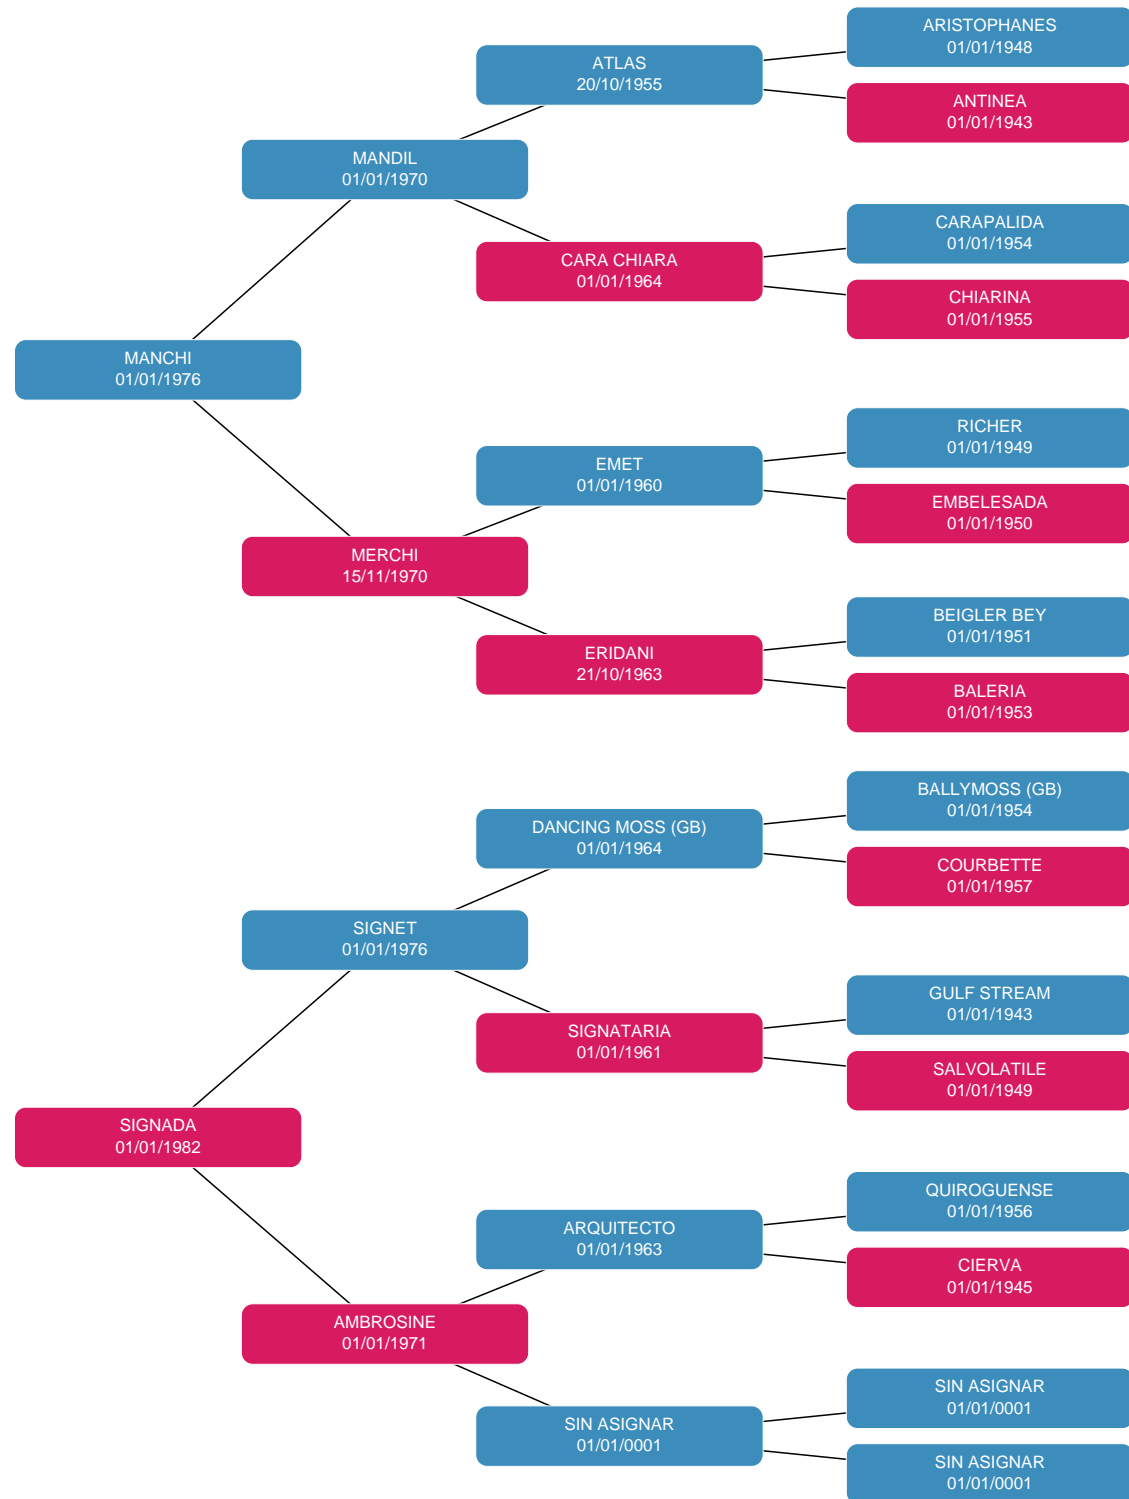 ARISTOPHANES
01/01/1948
ATLAS
20/10/1955
ANTINEA
01/01/1943
MANDIL
01/01/1970
CARAPALIDA
01/01/1954
CARA CHIARA
01/01/1964
CHIARINA
01/01/1955
MANCHI
01/01/1976
RICHER
01/01/1949
EMET
01/01/1960
EMBELESADA
01/01/1950
MERCHI
15/11/1970
BEIGLER BEY
01/01/1951
ERIDANI
21/10/1963
BALERIA
01/01/1953
BALLYMOSS (GB)
01/01/1954
DANCING MOSS (GB)
01/01/1964
COURBETTE
01/01/1957
SIGNET
01/01/1976
GULF STREAM
01/01/1943
SIGNATARIA
01/01/1961
SALVOLATILE
01/01/1949
SIGNADA
01/01/1982
QUIROGUENSE
01/01/1956
ARQUITECTO
01/01/1963
CIERVA
01/01/1945
AMBROSINE
01/01/1971
SIN ASIGNAR
01/01/0001
SIN ASIGNAR
01/01/0001
SIN ASIGNAR
01/01/0001